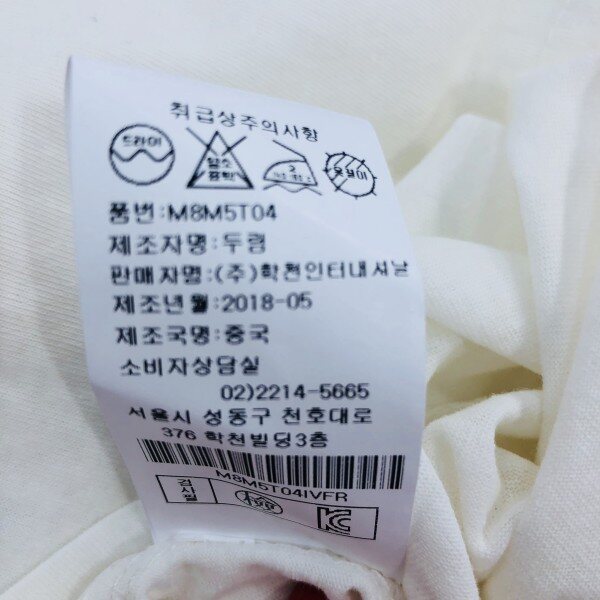 취급상주의사항
드라이
염소
표백
옷걸이
품번:M8M5T04
제조자명:두림
판매자명:(주)학천인터내셔날
제조년월:2018-05
제조국명:중국
소비자상담실
02)2214-5665
서울시 성동구 천호대로
376 학천빌딩3층
M8M5T04IVFR
검사필